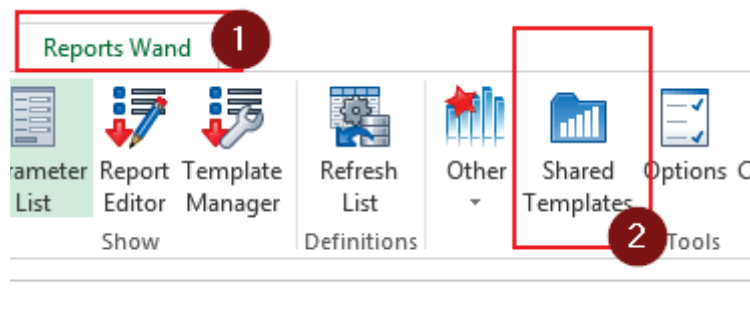 Reports Wand
1
rameter
List
Report
Editor
Template
Manager
Refresh
List
Other
Shared
Templates
Options
C
Show
Definitions
2
Tools